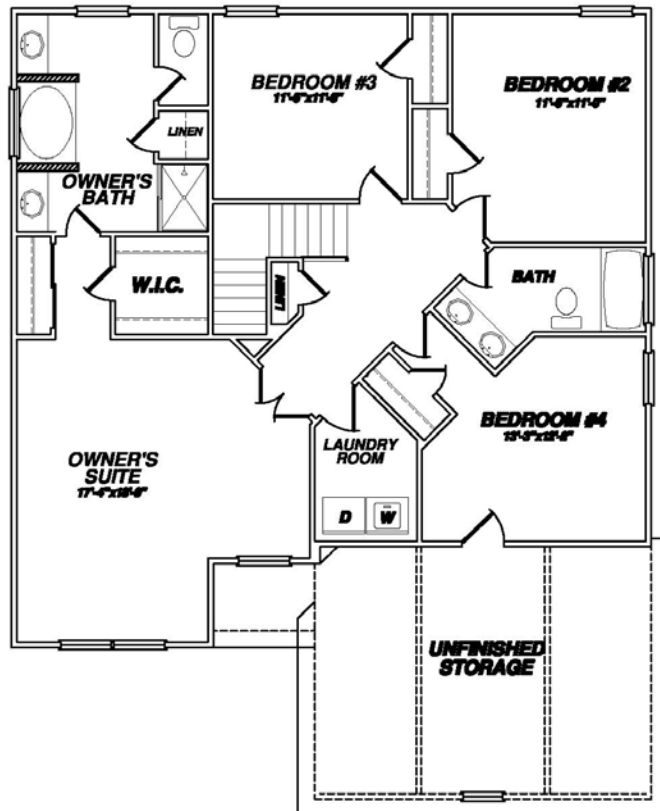 BEDROOM #3
BEDROOM #2
LINEN
OWNER'S
BATH
W.I.C.
LINEN
BATH
BEDROOM #4
LAUNDRY
ROOM
OWNER'S
SUITE
D
W
UNFINISHED
STORAGE